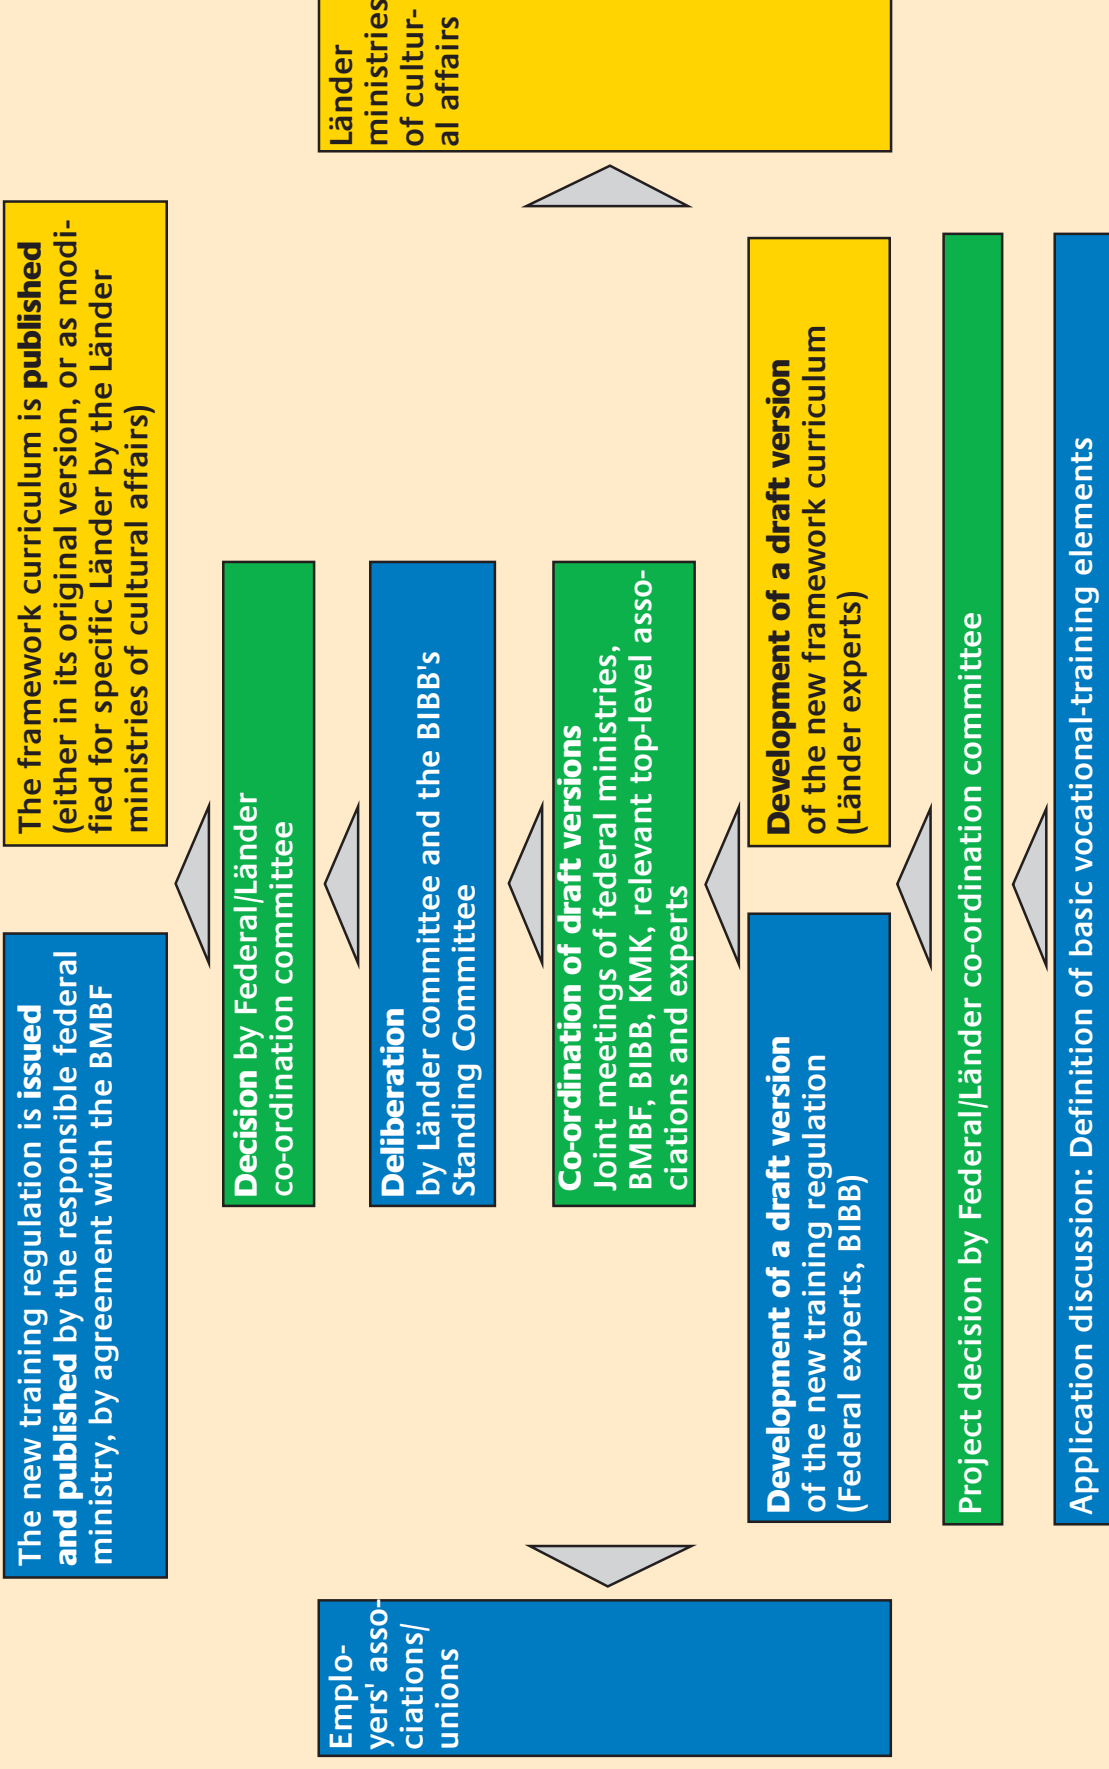 The new training regulation is issued
and published by the responsible federal
ministry, by agreement with the BMBF
The framework curriculum is published
(either in its original version, or as modi-
fied for specific Länder by the Länder
ministries of cultural affairs)
Decision by Federal/Länder
co-ordination committee
Emplo-
yers' asso-
ciations/
unions
Deliberation
by Länder committee and the BIBB's
Standing Committee
Länder
ministries
of cultur-
al affairs
Co-ordination of draft versions
Joint meetings of federal ministries,
BMBF, BIBB, KMK, relevant top-level asso-
ciations and experts
Development of a draft version
of the new training regulation
(Federal experts, BIBB)
Development of a draft version
of the new framework curriculum
(Länder experts)
Project decision by Federal/Länder co-ordination committee
Application discussion: Definition of basic vocational-training elements